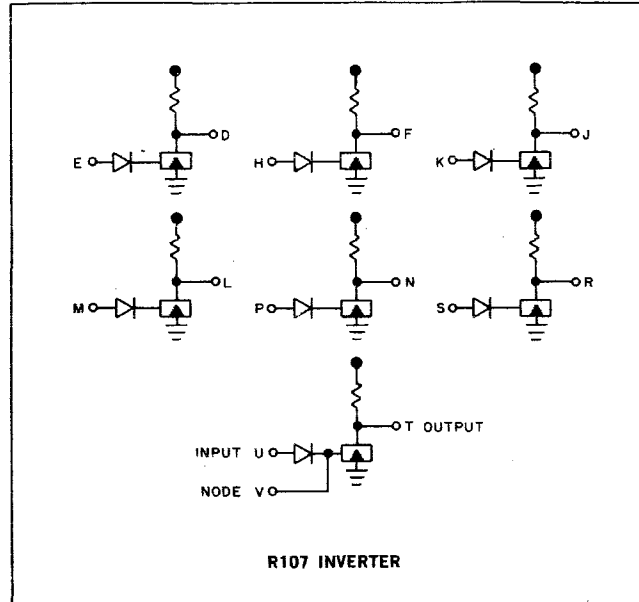 D F J
E H K
L N R
M P S
T OUTPUT
INPUT U
NODE V
R107 INVERTER